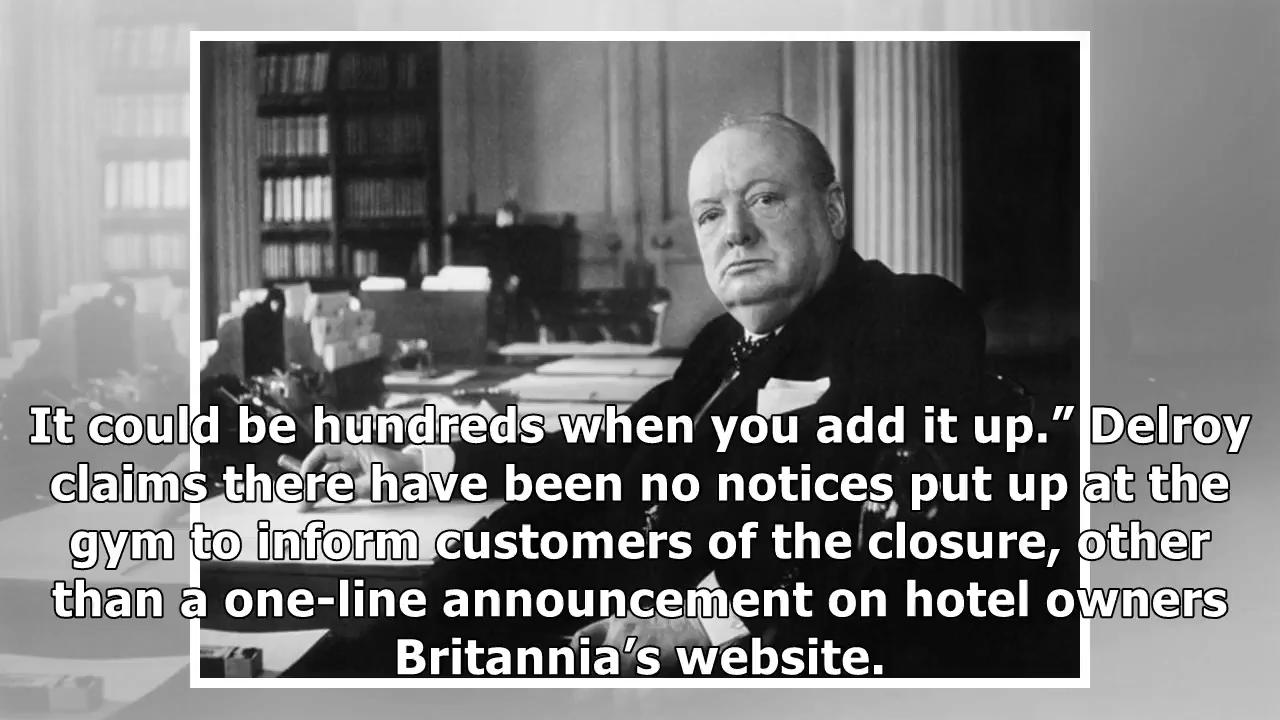 It could be hundreds when you add it up.” Delroy
claims there have been no notices put up at the
gym to inform customers of the closure, other
than a one-line announcement on hotel owners
Britannia’s website.